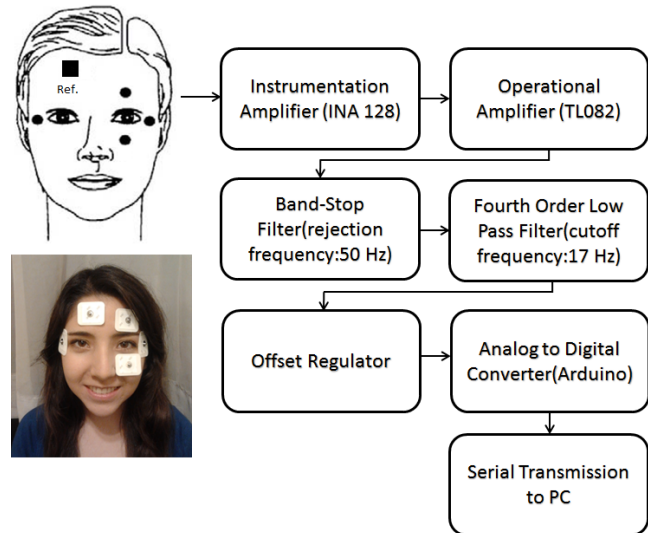 Ref.
Instrumentation
Amplifier (INA 128)
Operational
Amplifier (TL082)
Band-Stop
Filter(rejection
frequency:50 Hz)
Fourth Order Low
Pass Filter(cutoff
frequency:17 Hz)
Offset Regulator
Analog to Digital
Converter(Arduino)
Serial Transmission
to PC